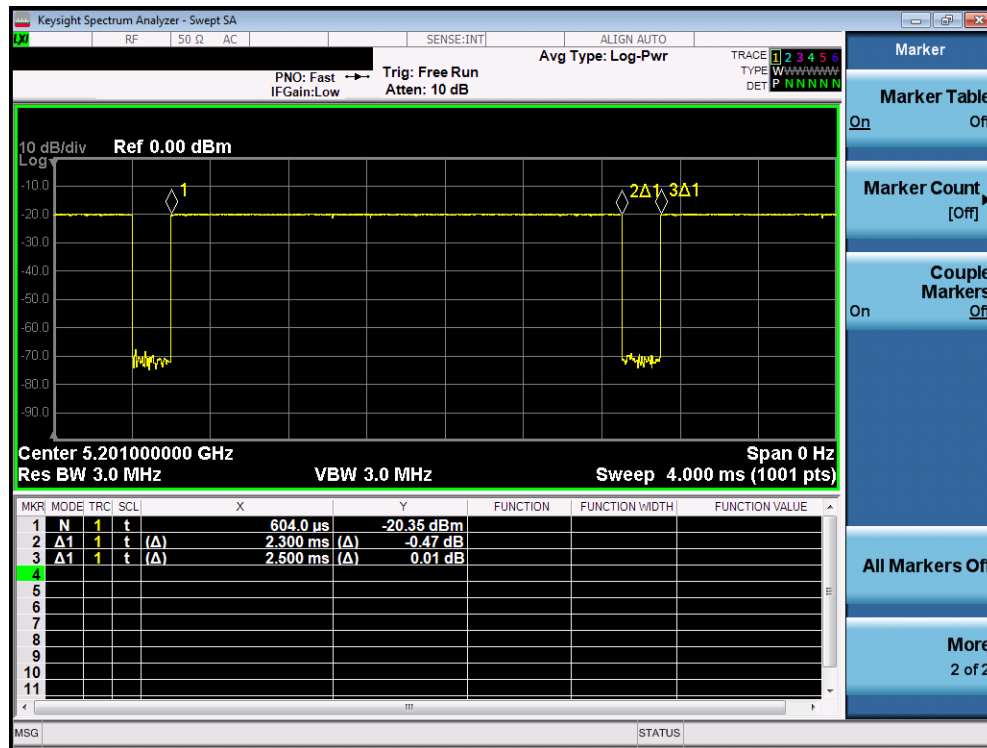 Keysight Spectrum Analyzer - Swept SA
LXI RF 50 Ω AC SENSE:INT ALIGN AUTO
Avg Type: Log-Pwr
TRACE 1 2 3 4 5 6
TYPE WWWWWW
DET P N N N N N
PNO: Fast
IFGain:Low
Trig: Free Run
Atten: 10 dB
10 dB/div Ref 0.00 dBm
Log
1
2Δ1 3Δ1
-10.0
-20.0
-30.0
-40.0
-50.0
-60.0
-70.0
-80.0
-90.0
Center 5.201000000 GHz Span 0 Hz
Res BW 3.0 MHz VBW 3.0 MHz Sweep 4.000 ms (1001 pts)
MKR MODE TRC SCL X Y FUNCTION FUNCTION WIDTH FUNCTION VALUE
1 N 1 t 604.0 µs -20.35 dBm
2 Δ1 1 t (Δ) 2.300 ms (Δ) -0.47 dB
3 Δ1 1 t (Δ) 2.500 ms (Δ) 0.01 dB
4
5
6
7
8
9
10
11
MSG STATUS
Marker
Marker Table
On Off
Marker Count
[Off]
Couple
Markers
On Off
All Markers Off
More
2 of 2